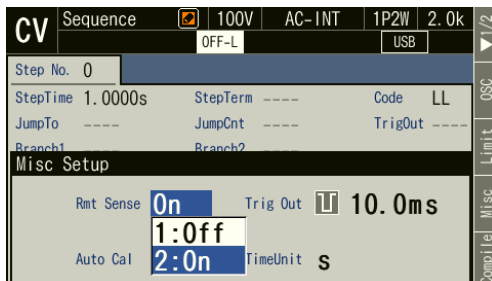 CV Sequence 100V AC-INT 1P2W 2.0k
OFF-L USB
▼1/2
Step No. 0
StepTime 1.0000s StepTerm ---- Code LL
JumpTo ---- JumpCnt ---- TrigOut ----
Branch1 Branch2
Misc Setup
Rmt Sense On Trig Out 10.0ms
1:Off
Auto Cal 2:On TimeUnit s
OSC
Limit
Misc
Compile